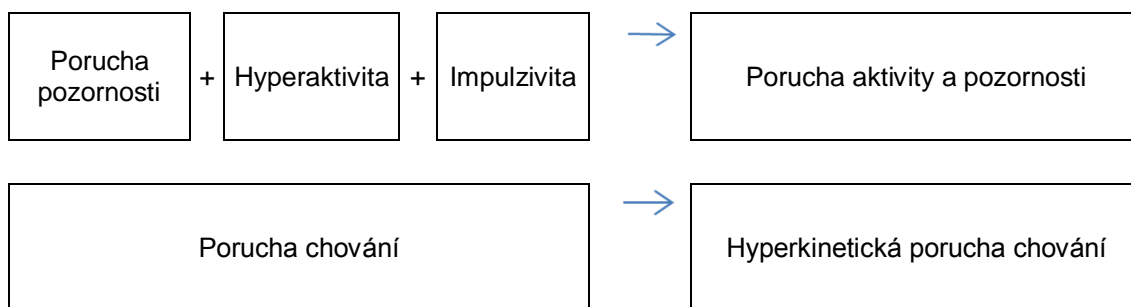 Porucha
pozornosti
+
Hyperaktivita
+
Impulzivita
Porucha aktivity a pozornosti
Porucha chování
Hyperkinetická porucha chování